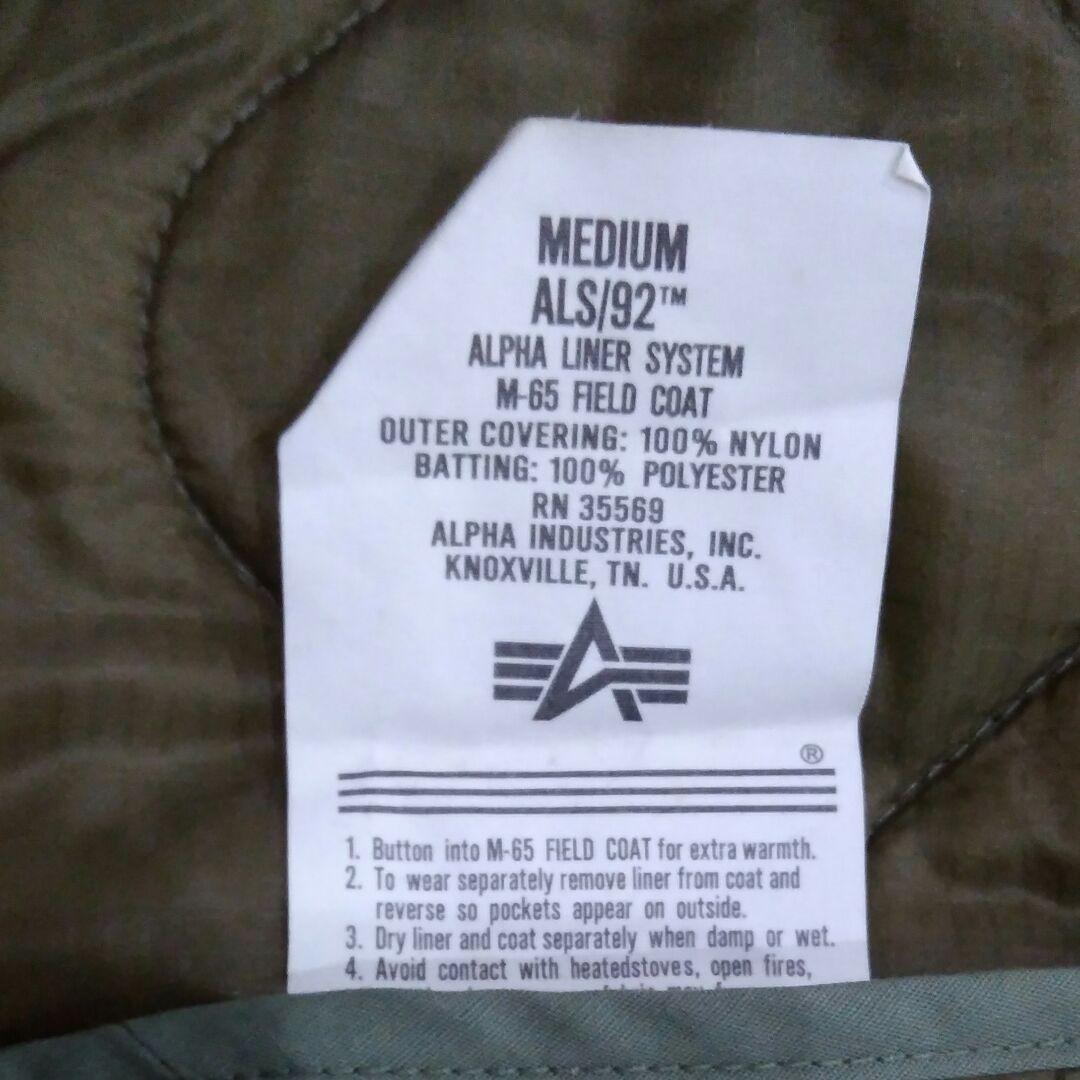 MEDIUM
ALS/92™
ALPHA LINER SYSTEM
M-65 FIELD COAT
OUTER COVERING: 100% NYLON
BATTING: 100% POLYESTER
RN 35569
ALPHA INDUSTRIES, INC.
KNOXVILLE, TN. U.S.A.
®
1. Button into M-65 FIELD COAT for extra warmth.
2. To wear separately remove liner from coat and
reverse so pockets appear on outside.
3. Dry liner and coat separately when damp or wet.
4. Avoid contact with heatedstoves, open fires,